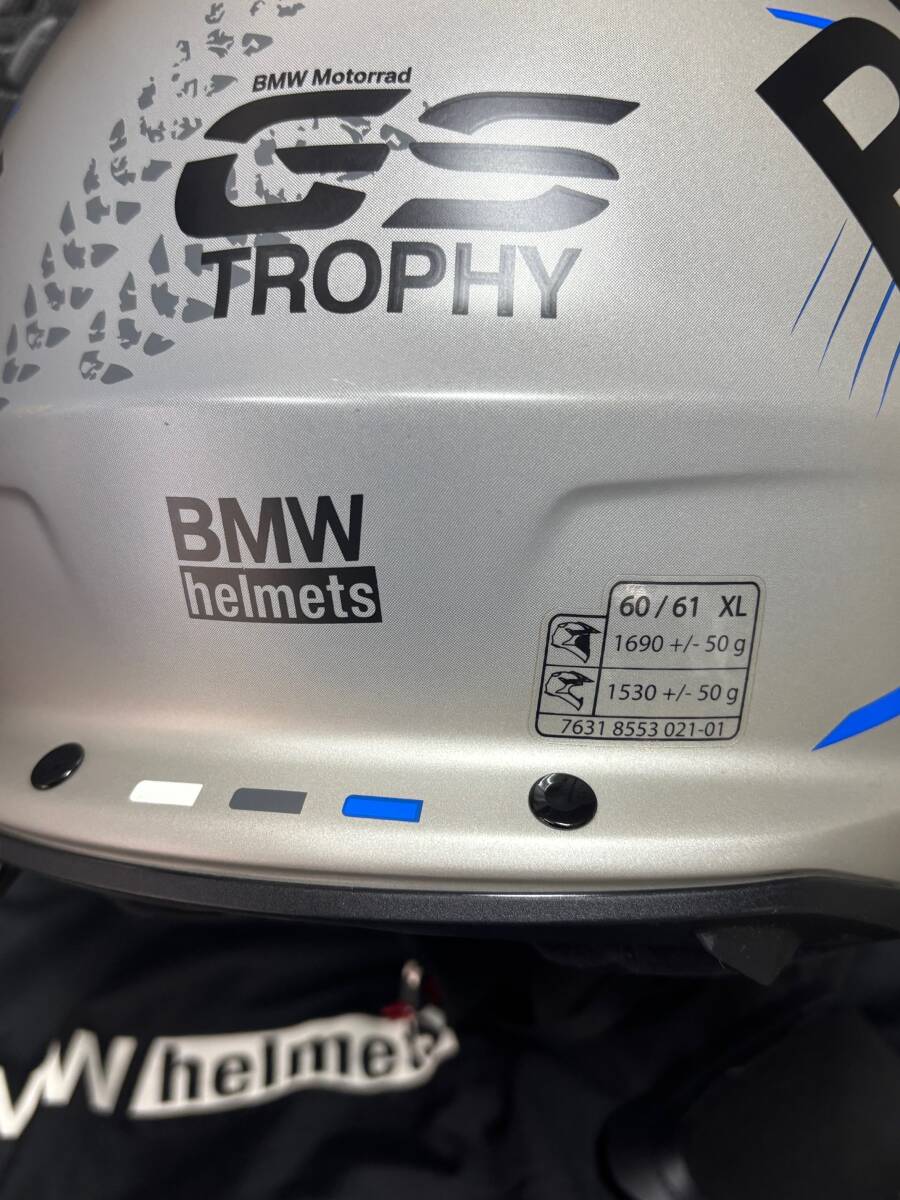 BMW Motorrad
GS
TROPHY
BMW
helmets
60 / 61 XL
1690 +/- 50 g
1530 +/- 50 g
7631 8553 021-01
helmets